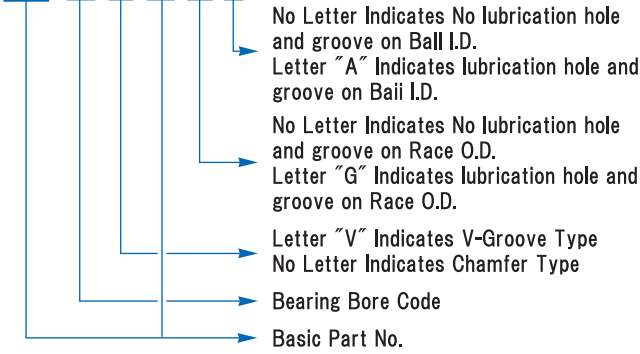 No Letter Indicates No lubrication hole
and groove on Ball I.D.
Letter ″A″ Indicates lubrication hole and
groove on Baii I.D.
No Letter Indicates No lubrication hole
and groove on Race O.D.
Letter ″G″ Indicates lubrication hole and
groove on Race O.D.
Letter ″V″ Indicates V-Groove Type
No Letter Indicates Chamfer Type
Bearing Bore Code
Basic Part No.